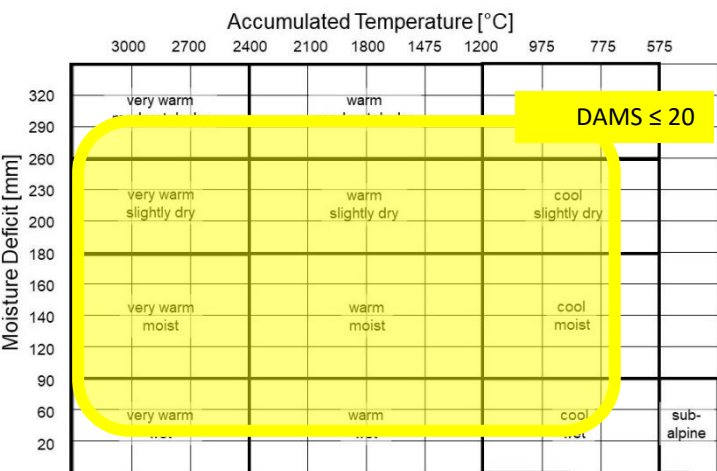 Accumulated Temperature [°C]
3000 2700 2400 2100 1800 1475 1200 975 775 575
Moisture Deficit [mm]
320
very warm
warm
DAMS ≤ 20
290
260
230
very warm
slightly dry
warm
slightly dry
cool
slightly dry
200
180
160
140
very warm
moist
warm
moist
cool
moist
120
90
60
very warm
warm
cool
sub-
alpine
20